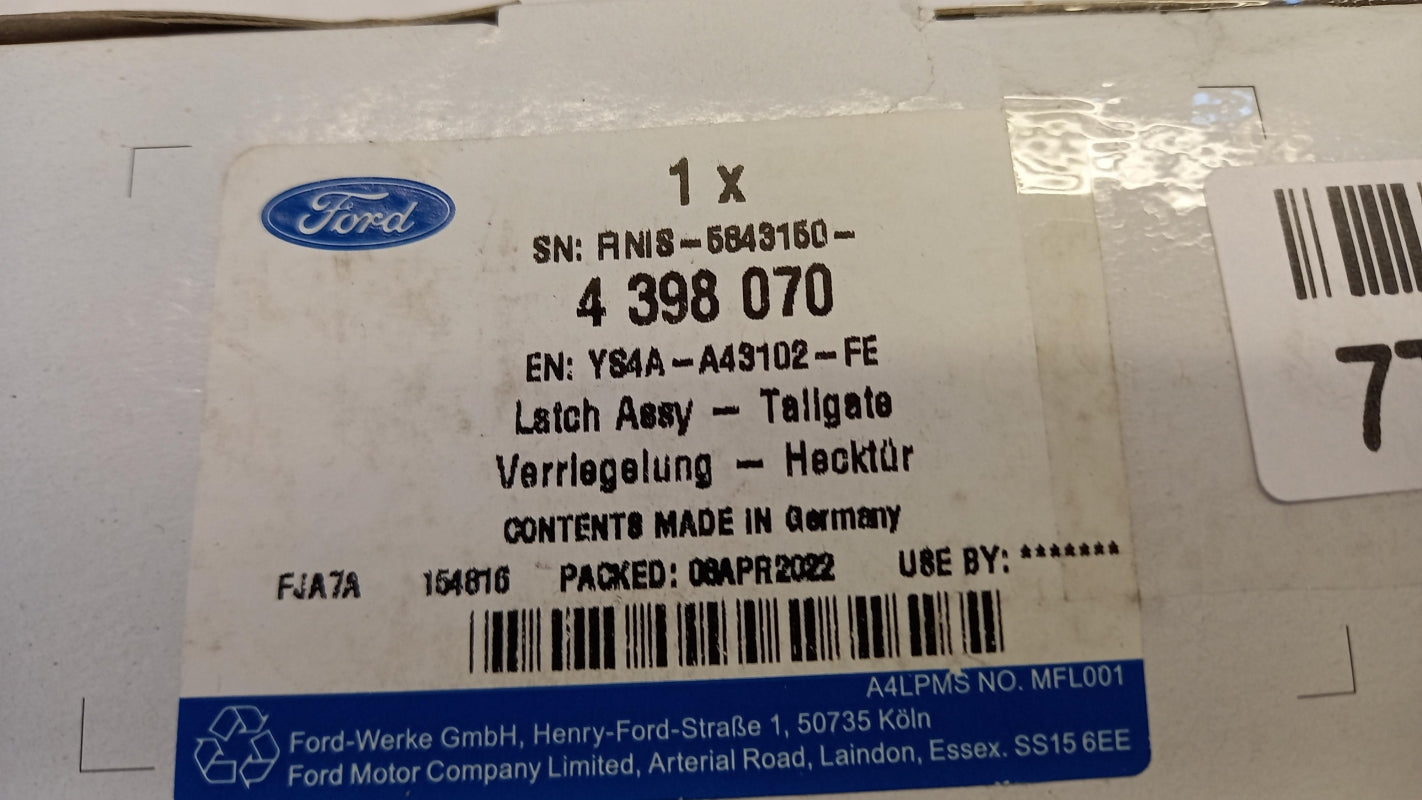 Ford
1 x
SN: FINIS-5843150-
4 398 070
EN: YS4A-A43102-FE
Latch Assy - Tailgate
Verriegelung - Hecktür
CONTENTS MADE IN Germany
FJA7A 154816 PACKED: 08APR2022 USE BY: *******
A4LPMS NO. MFL001
Ford-Werke GmbH, Henry-Ford-Straße 1, 50735 Köln
Ford Motor Company Limited, Arterial Road, Laindon, Essex. SS15 6EE